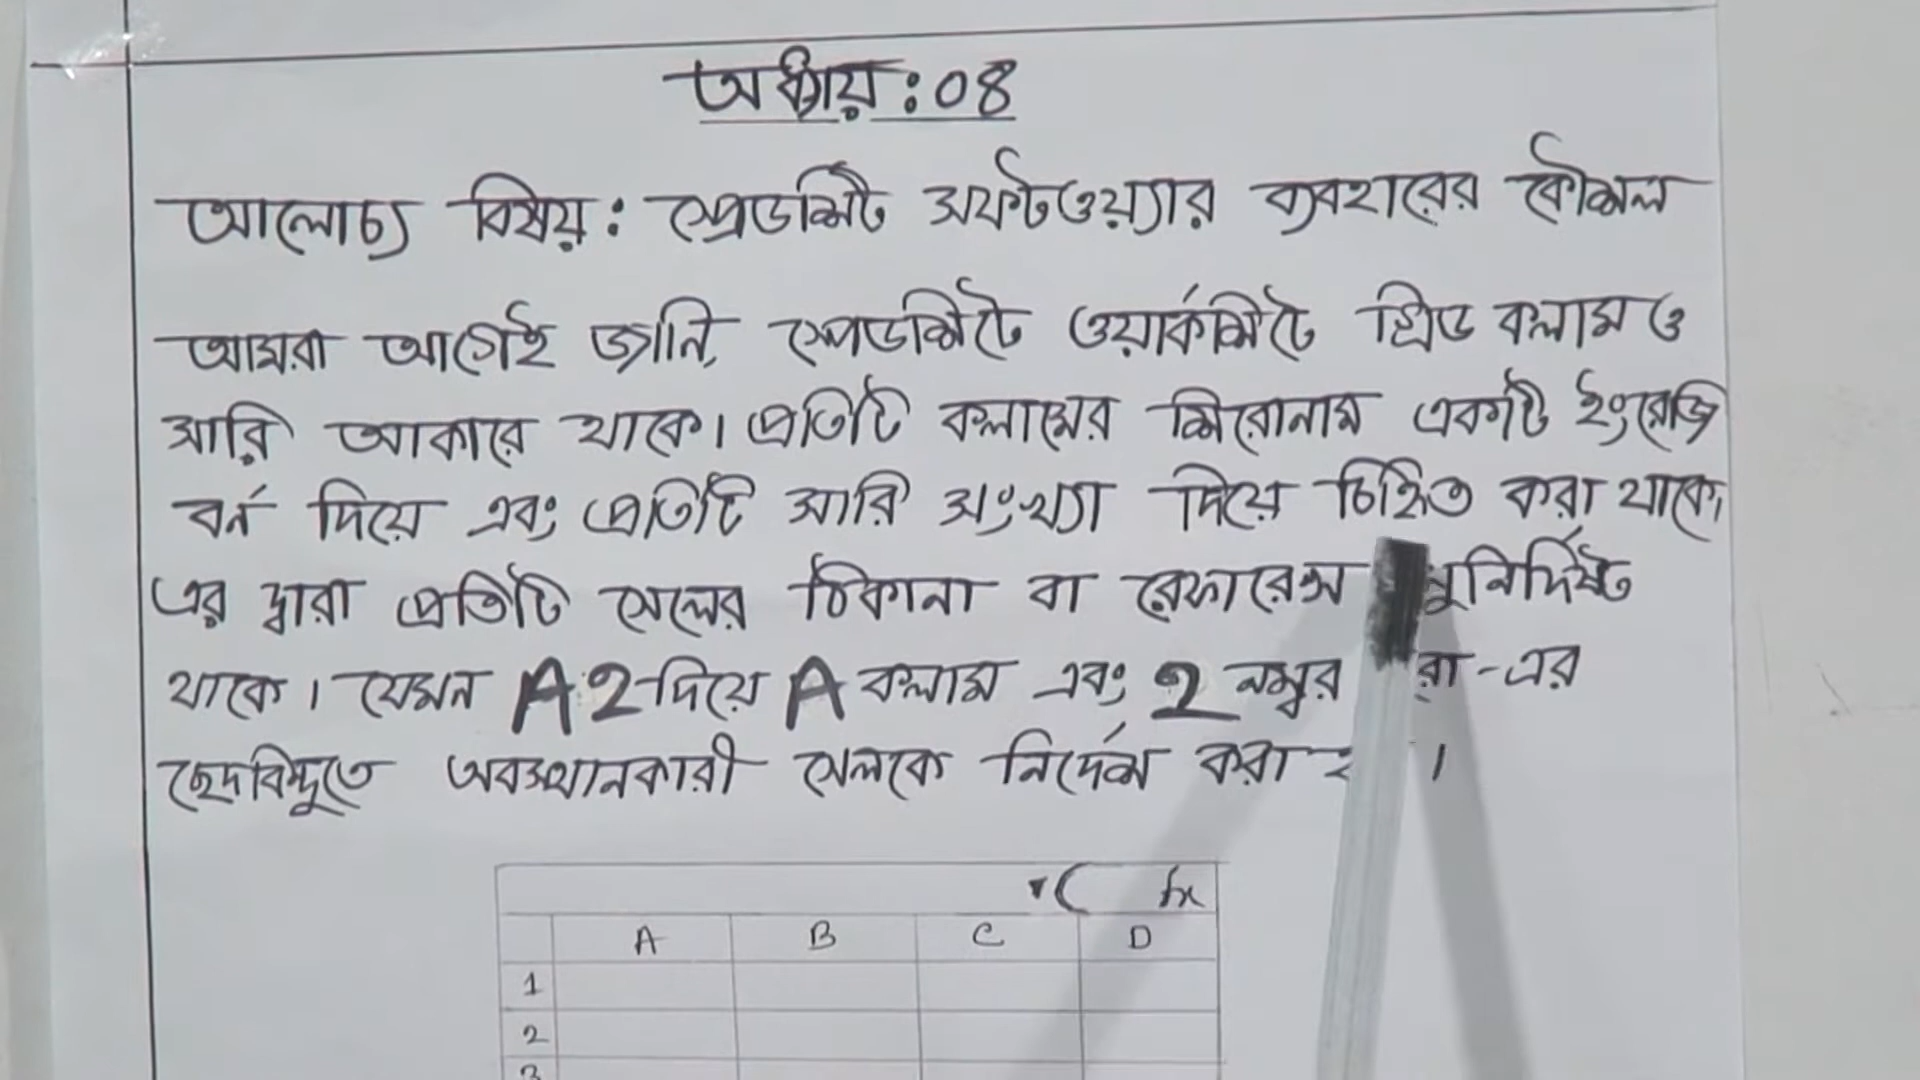 অধ্যায় : ০৪
আলোচ্য বিষয় : স্প্রেডশিট সফটওয়্যার ব্যবহারের কৌশল
আমরা আগেই জানি, স্পেডশিটে ওয়ার্কশিটে গ্রিড কলাম ও
সারি আকারে থাকে। প্রতিটি কলামের শিরোনাম একটি ইংরেজি
বর্ন দিয়ে এবং প্রতিটি সারি সংখ্যা দিয়ে চিহ্নিত করা থাকে।
এর দ্বারা প্রতিটি সেলের ঠিকানা বা রেফারেন্স
থাকে। যেমন A2 দিয়ে A কলাম এবং 2 নম্বর -এর
ছেদবিন্দুতে অবস্থানকারী সেলকে নির্দেশ করা ।
fx
A B C D
1
2
3